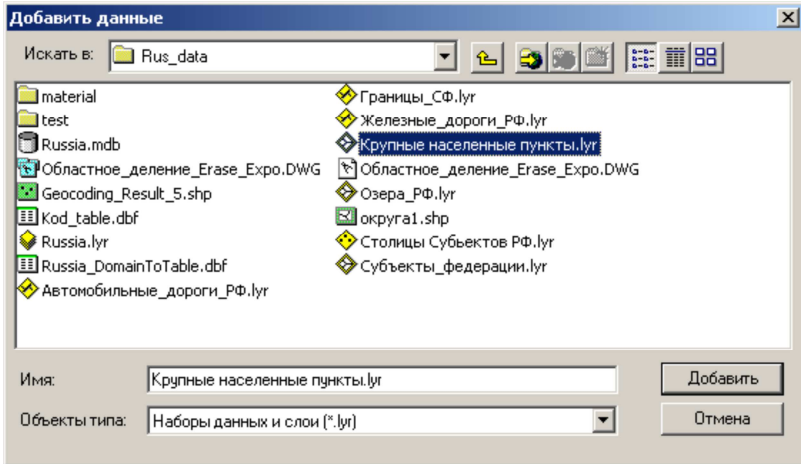 Добавить данные
Искать в: Rus_data
material
test
Russia.mdb
Областное_деление_Erase_Expo.DWG
Geocoding_Result_5.shp
Kod_table.dbf
Russia.lyr
Russia_DomainToTable.dbf
Автомобильные_дороги_РФ.lyr
Границы_СФ.lyr
Железные_дороги_РФ.lyr
Крупные населенные пункты.lyr
Областное_деление_Erase_Expo.DWG
Озера_РФ.lyr
округа1.shp
Столицы Субьектов РФ.lyr
Субъекты_федерации.lyr
Имя: Крупные населенные пункты.lyr
Добавить
Объекты типа: Наборы данных и слои (*.lyr)
Отмена